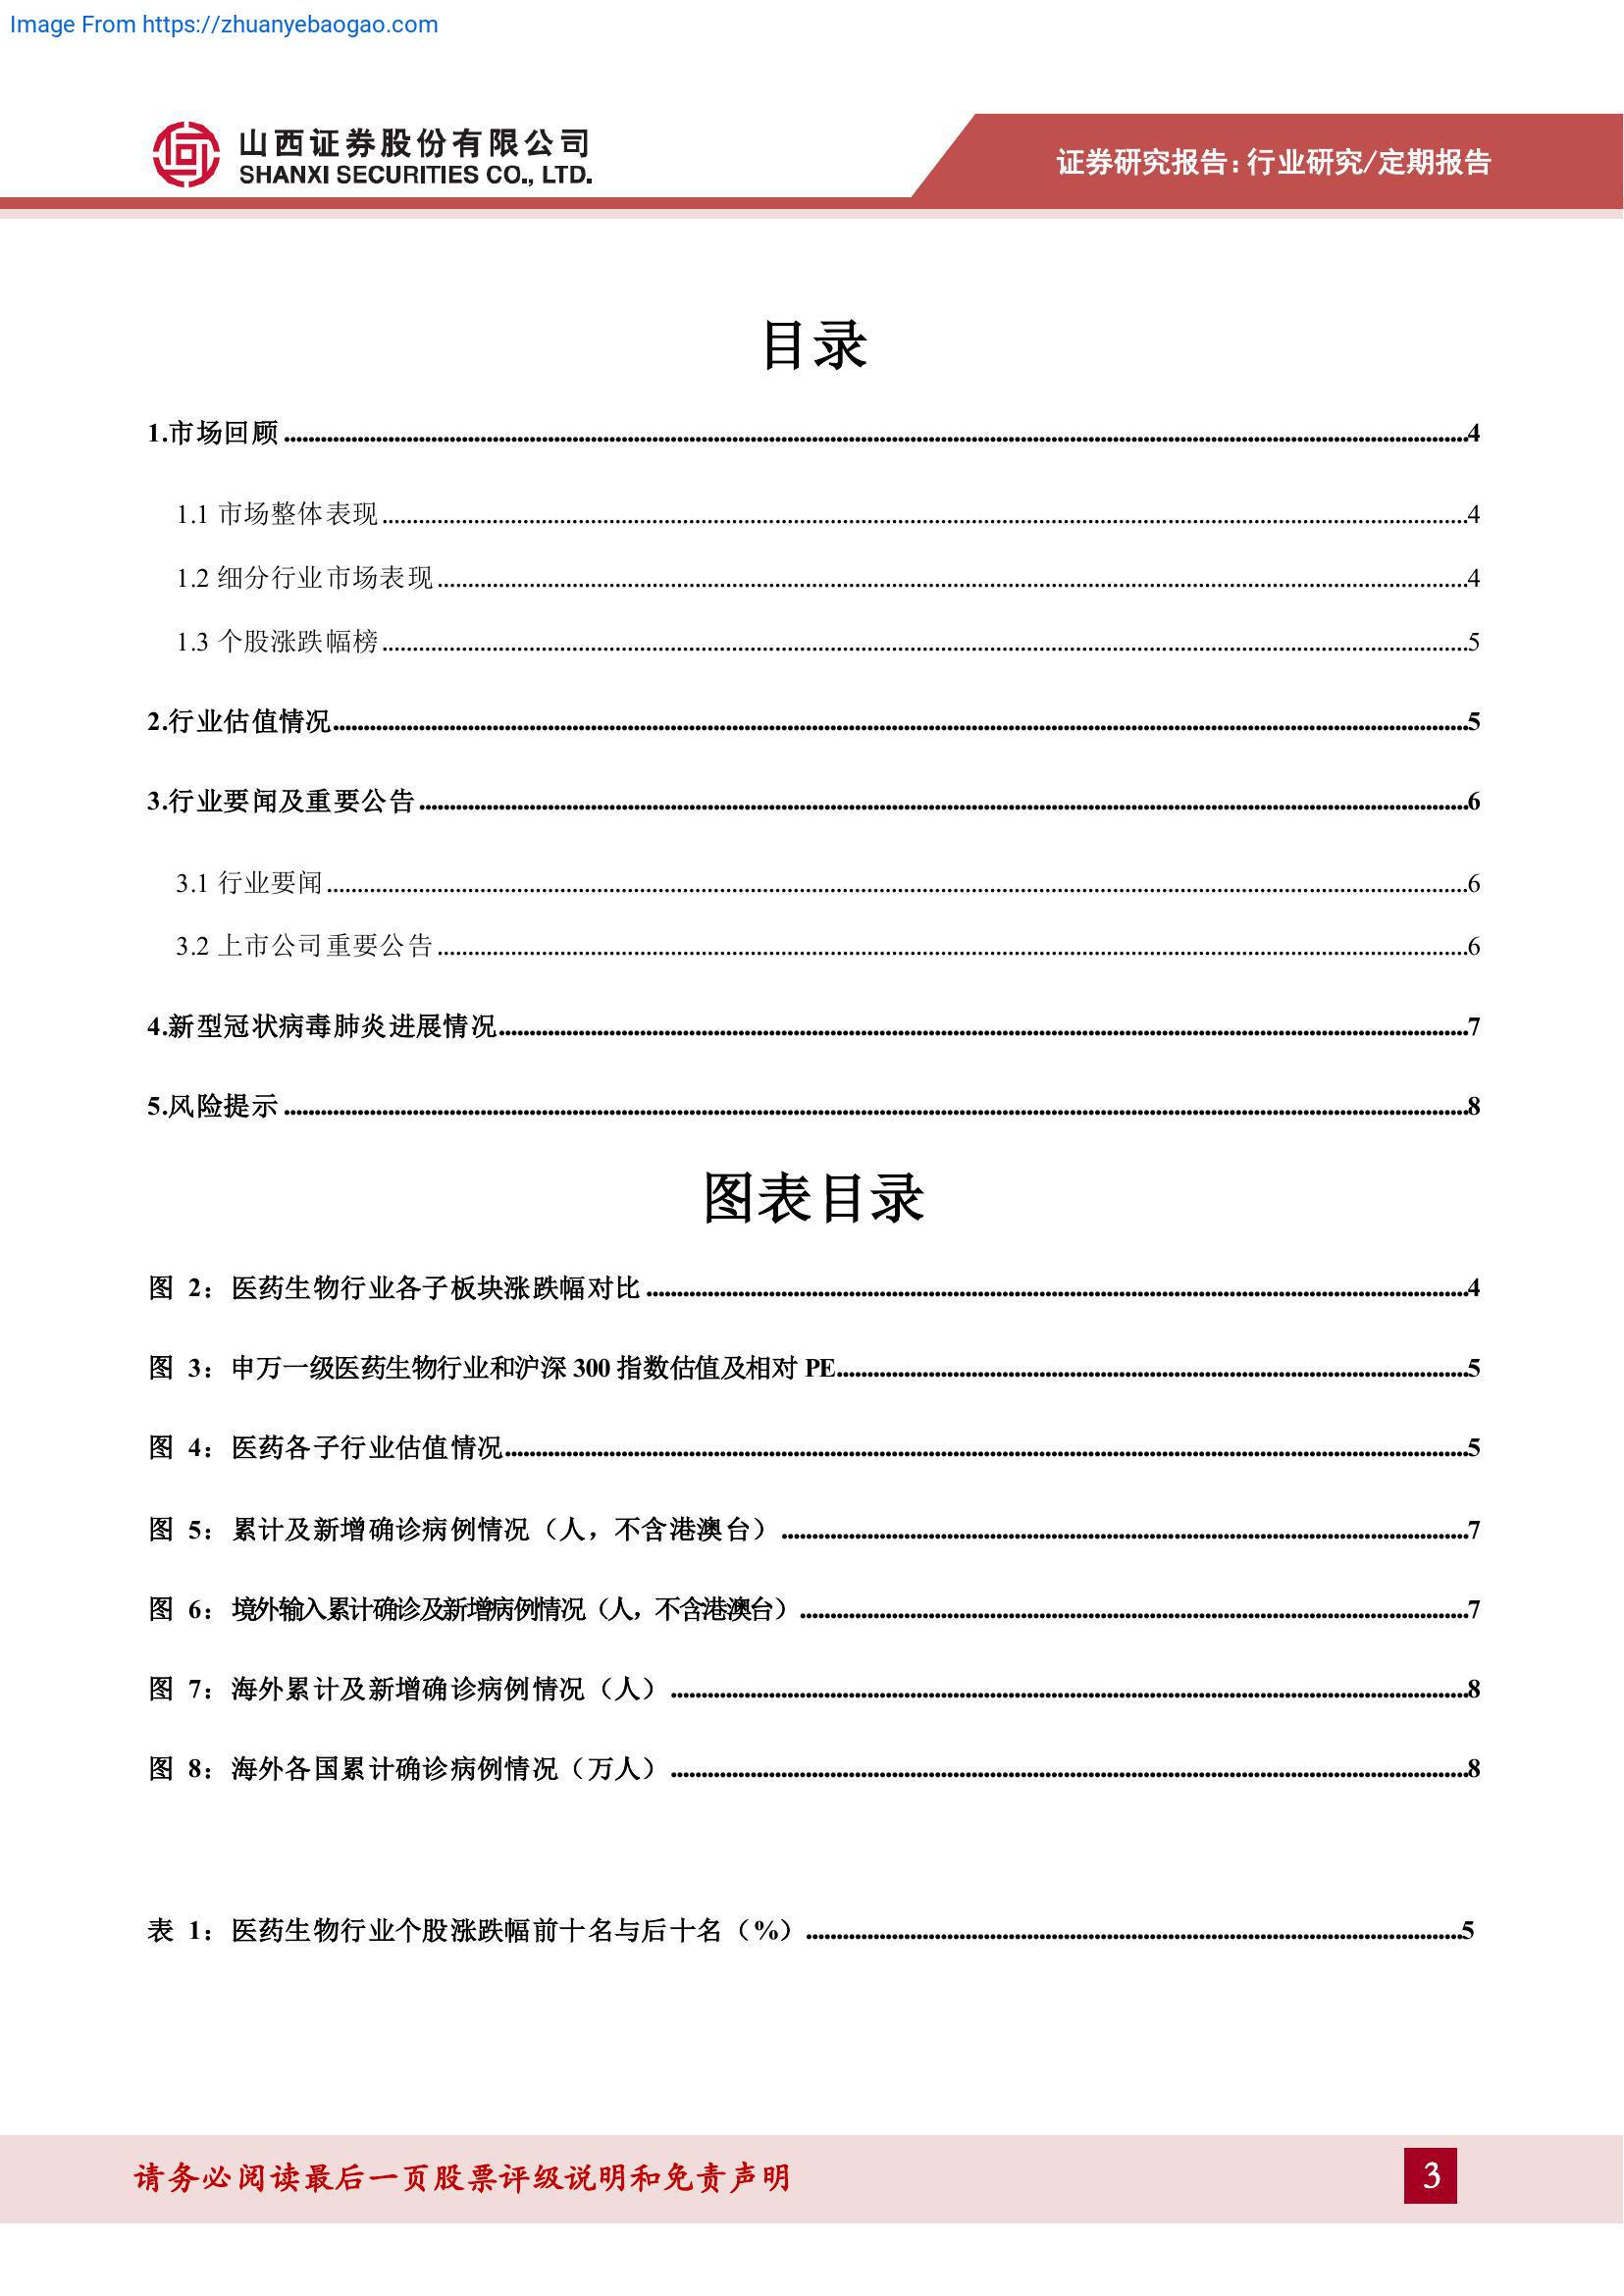 Image From https://zhuanyebaogao.com
山西证券股份有限公司
SHANXI SECURITIES CO., LTD.
证券研究报告:行业研究/定期报告
目录
1.市场回顾 4
1.1 市场整体表现 4
1.2 细分行业市场表现 4
1.3 个股涨跌幅榜 5
2.行业估值情况 5
3.行业要闻及重要公告 6
3.1 行业要闻 6
3.2 上市公司重要公告 6
4.新型冠状病毒肺炎进展情况 7
5.风险提示 8
图表目录
图 2：医药生物行业各子板块涨跌幅对比 4
图 3：申万一级医药生物行业和沪深 300 指数估值及相对 PE 5
图 4：医药各子行业估值情况 5
图 5：累计及新增确诊病例情况（人，不含港澳台） 7
图 6：境外输入累计确诊及新增病例情况（人，不含港澳台） 7
图 7：海外累计及新增确诊病例情况（人） 8
图 8：海外各国累计确诊病例情况（万人） 8
表 1：医药生物行业个股涨跌幅前十名与后十名（%） 5
请务必阅读最后一页股票评级说明和免责声明
3